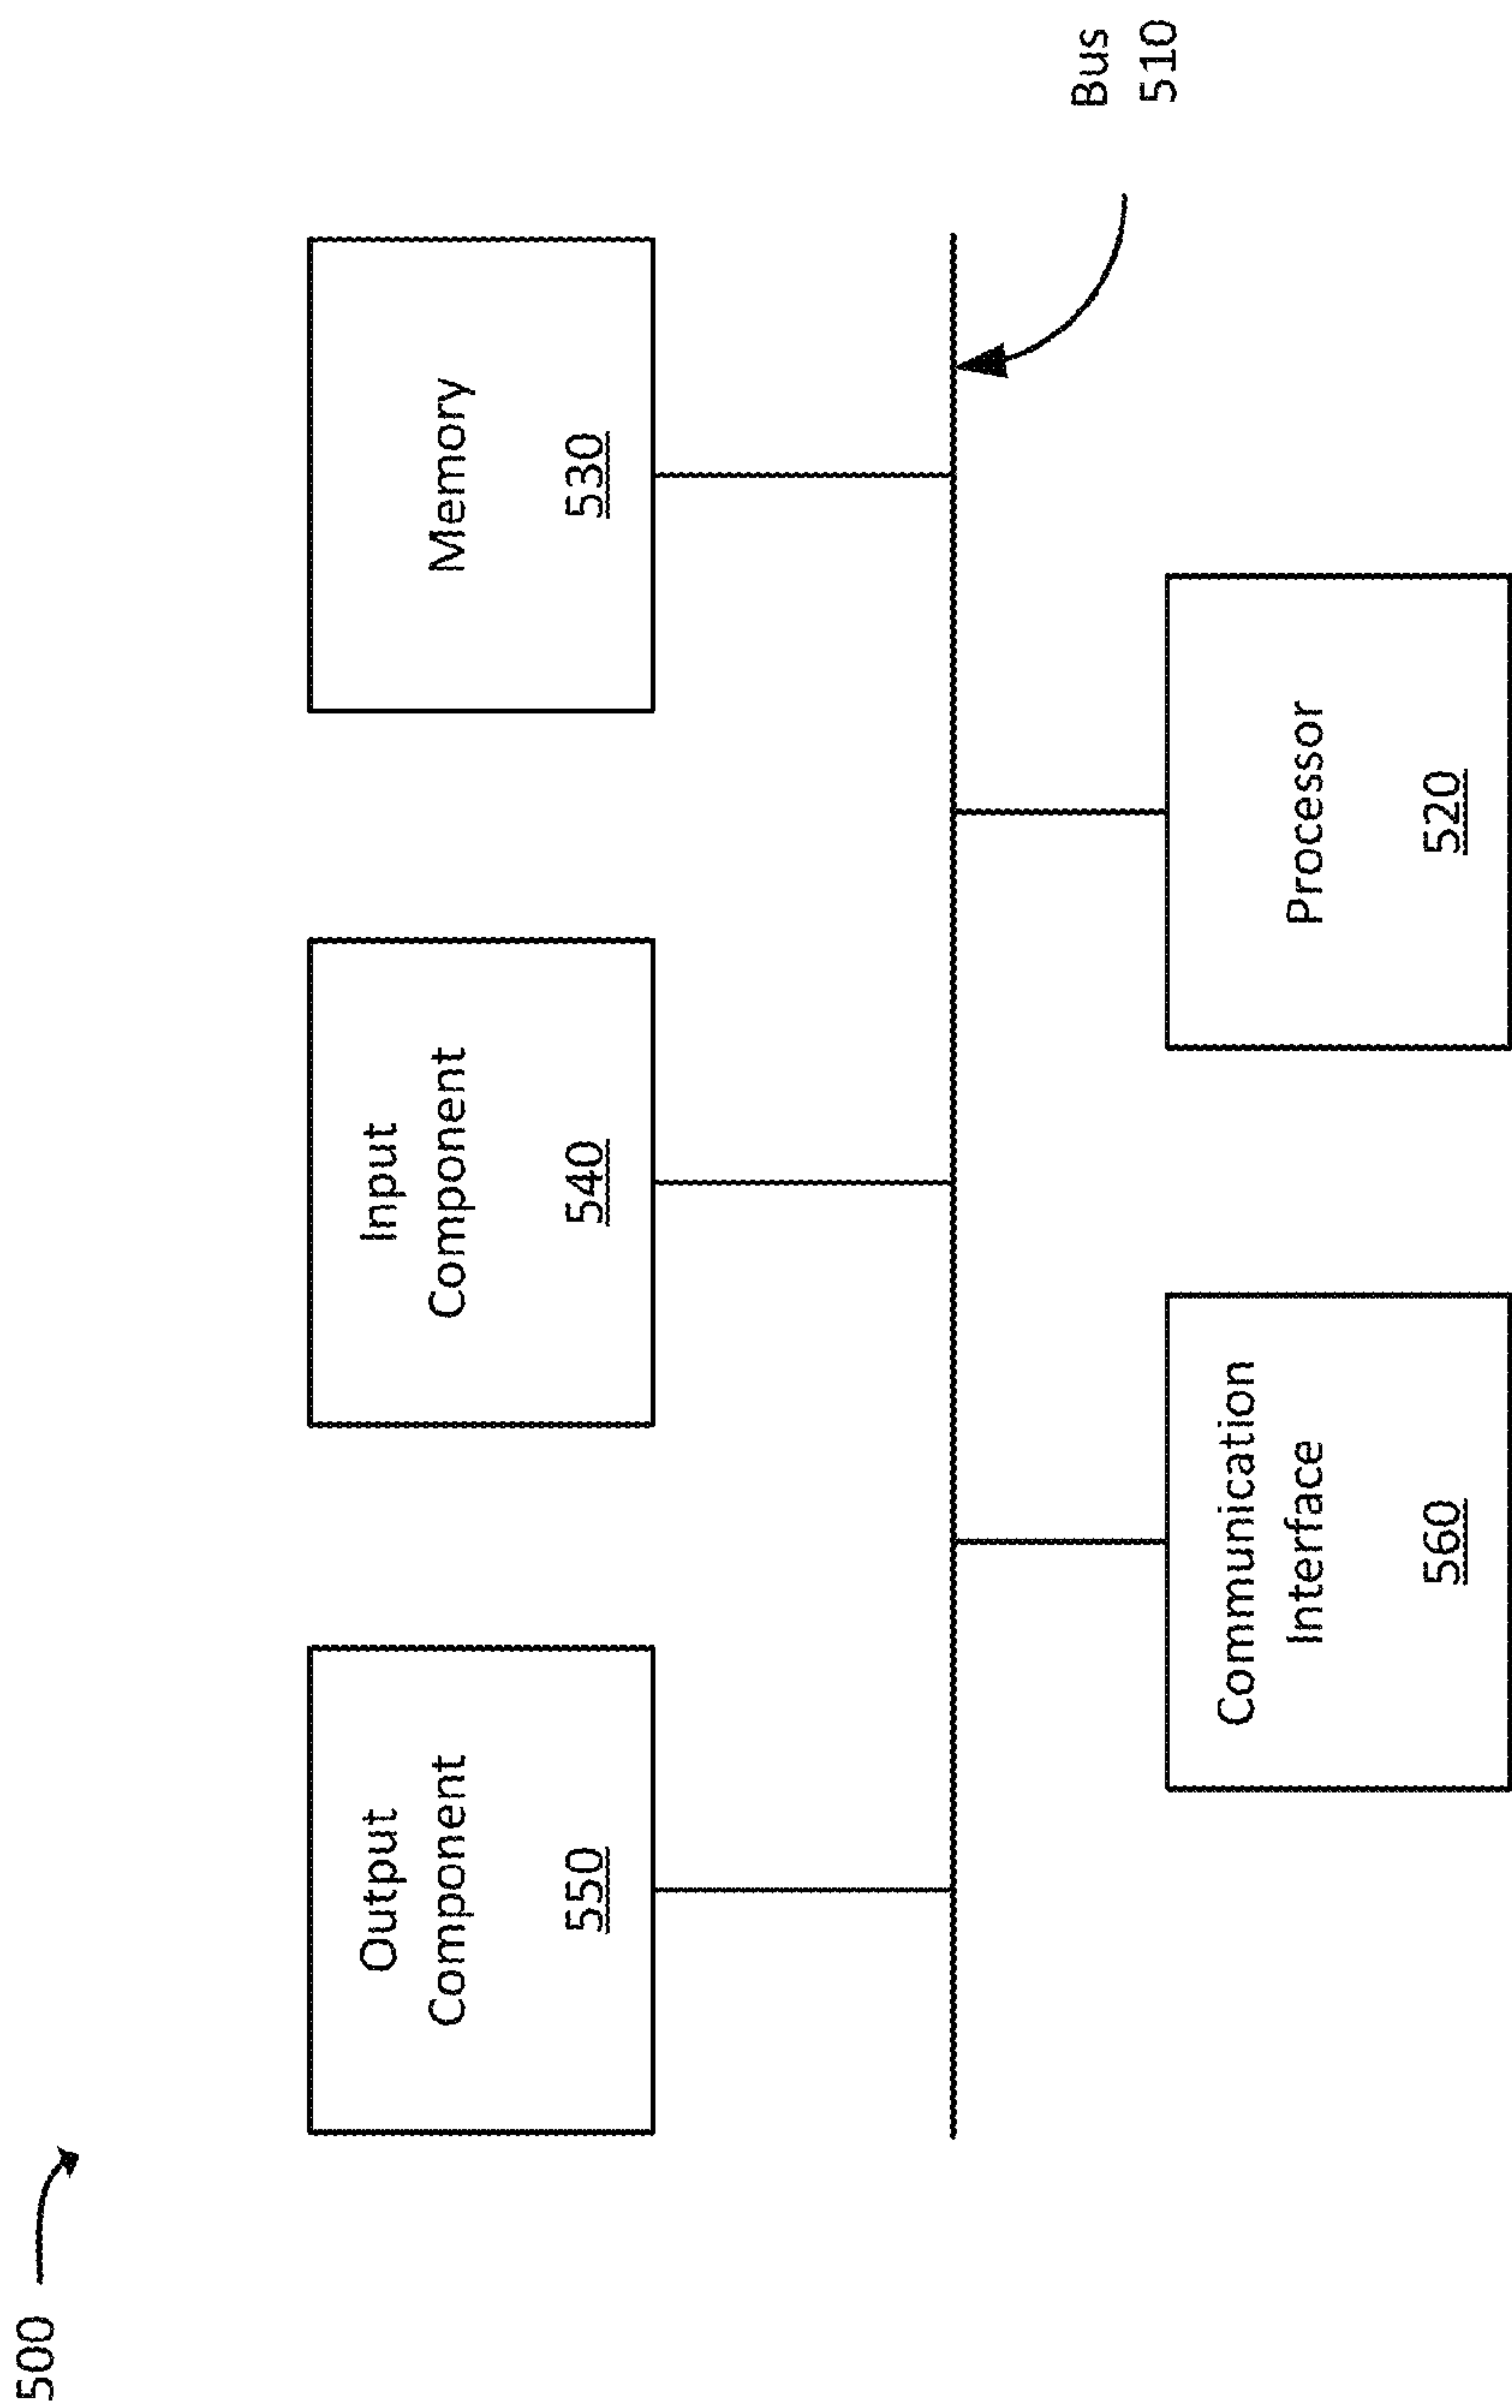 500
Output
Component
550
Input
Component
540
Memory
530
Bus
510
Communication
Interface
560
Processor
520